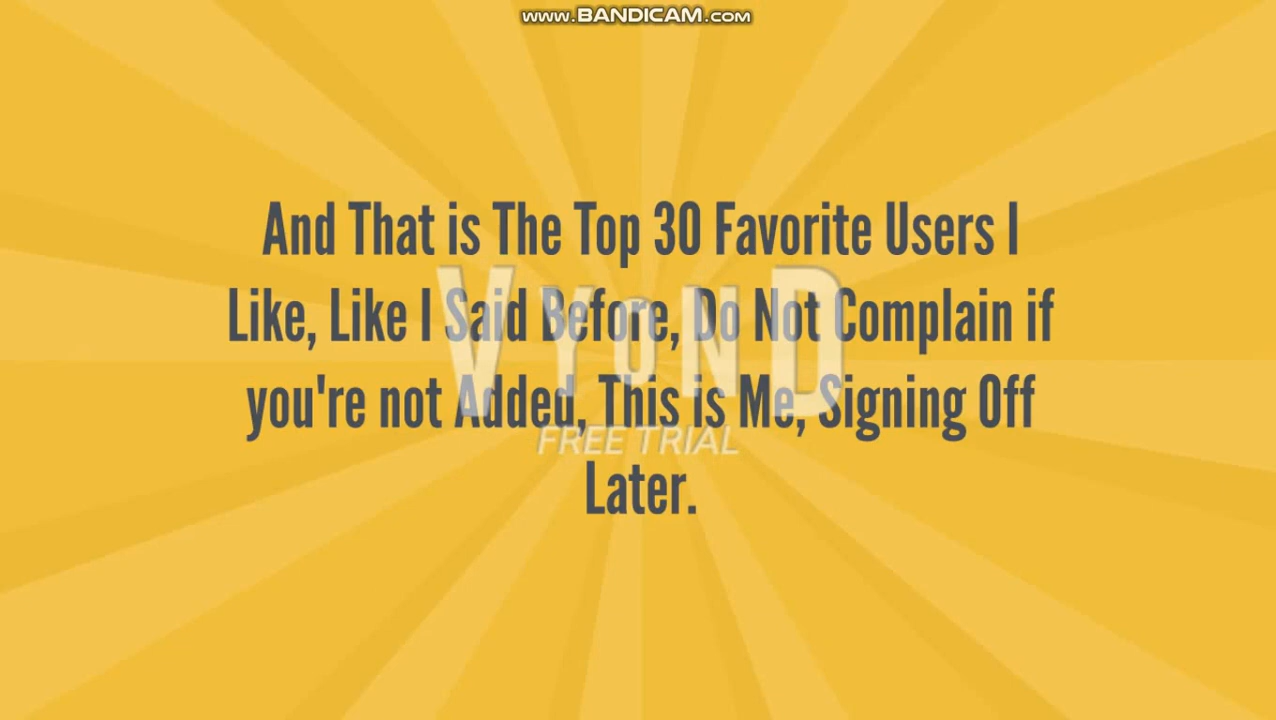 www.BANDICAM.com
And That is The Top 30 Favorite Users I
Like, Like I Said Before, Do Not Complain if
you're not Added, This is Me, Signing Off
Later.
VYOND
FREE TRIAL